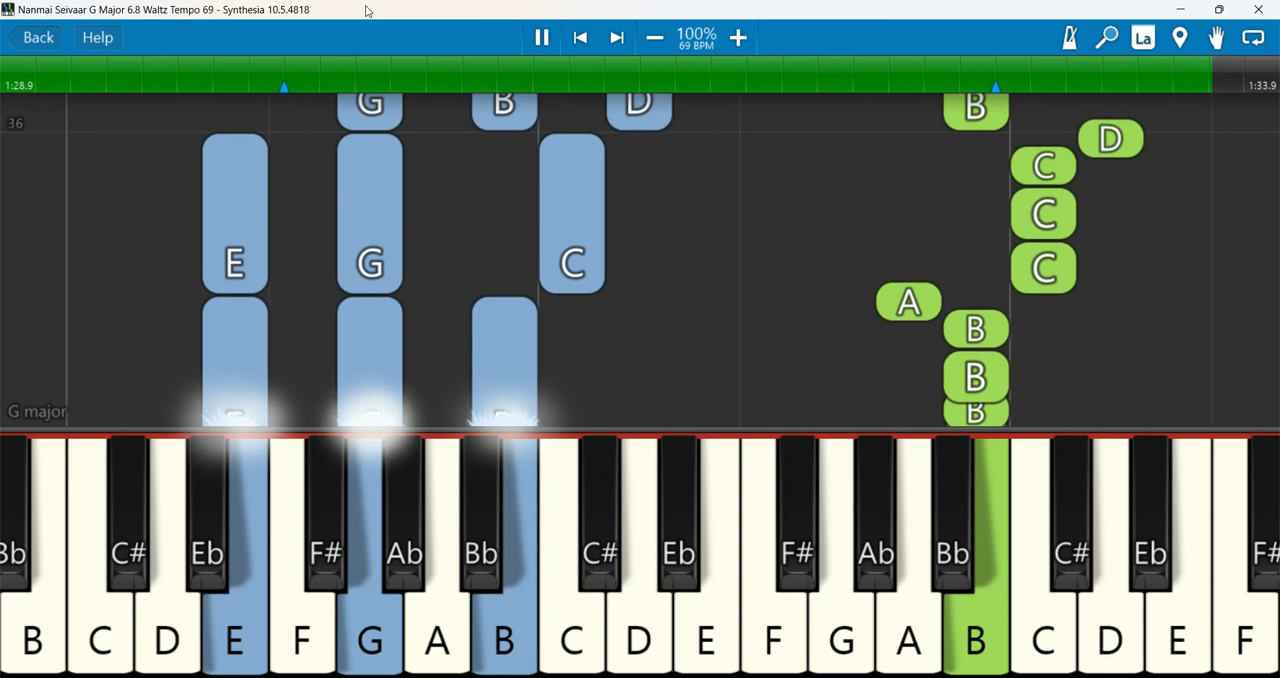 Nanmai Seivaar G Major 6.8 Waltz Tempo 69 - Synthesia 10.5.4818
Back Help 100% La
69 BPM
1:28.9 1:33.9
G B D B
36
D
C
C
E G C C
A
B
B
G major B
Bb C# Eb F# Ab Bb C# Eb F# Ab Bb C# Eb F#
B C D E F G A B C D E F G A B C D E F